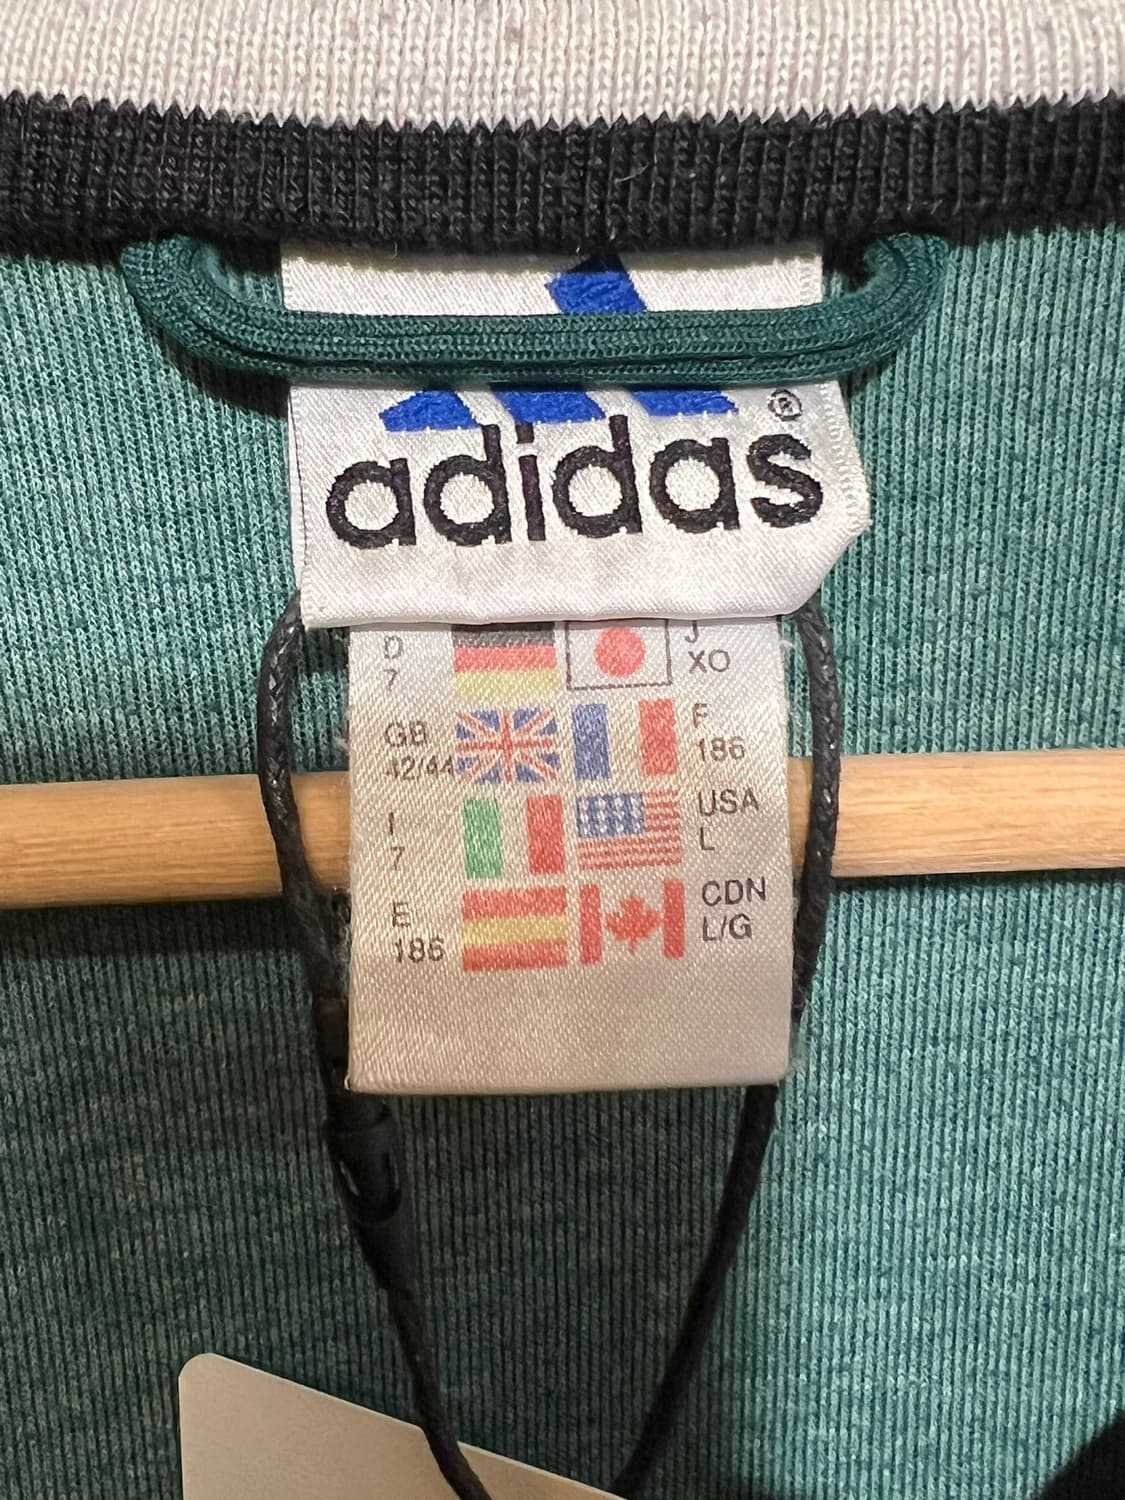 adidas®
D
7
J
XO
GB
42/44
F
186
I
7
USA
L
E
186
CDN
L/G